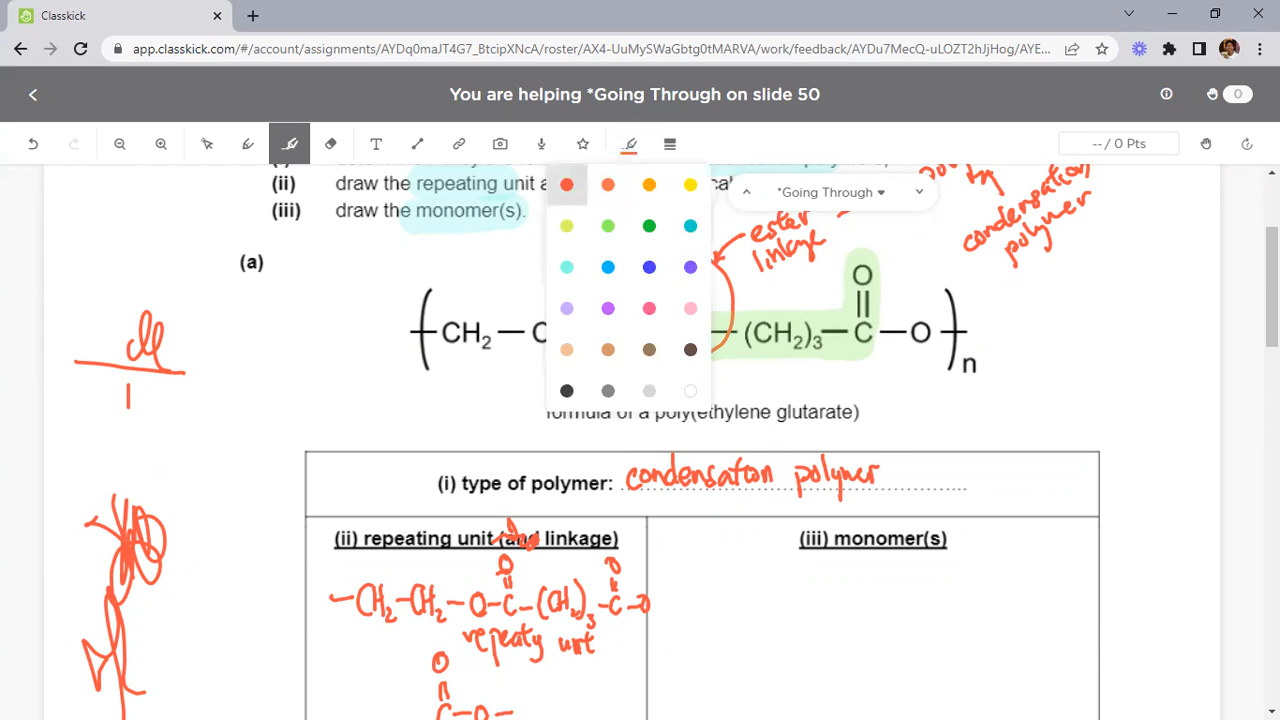 Classkick
app.classkick.com/#/account/assignments/AYDq0maJT4G7_BtcipXNCA/roster/AX4-UuMySWaGbtg0tMARVA/work/feedback/AYDu7MecQ-uLOZT2hJjHog/AYE...
You are helping *Going Through on slide 50
0
-- / 0 Pts
(ii) draw the repeating unit
*Going Through
(iii) draw the monomer(s).
ester
linkage
condensation
polymer
(a)
O
CH2 — C — (CH2)3 — C — O
n
formula of a poly(ethylene glutarate)
(i) type of polymer: condensation polymer
(ii) repeating unit (and linkage)
(iii) monomer(s)
O O
—CH2—CH2—O—C—(CH2)3—C—O
repeaty unit
O
C—O—